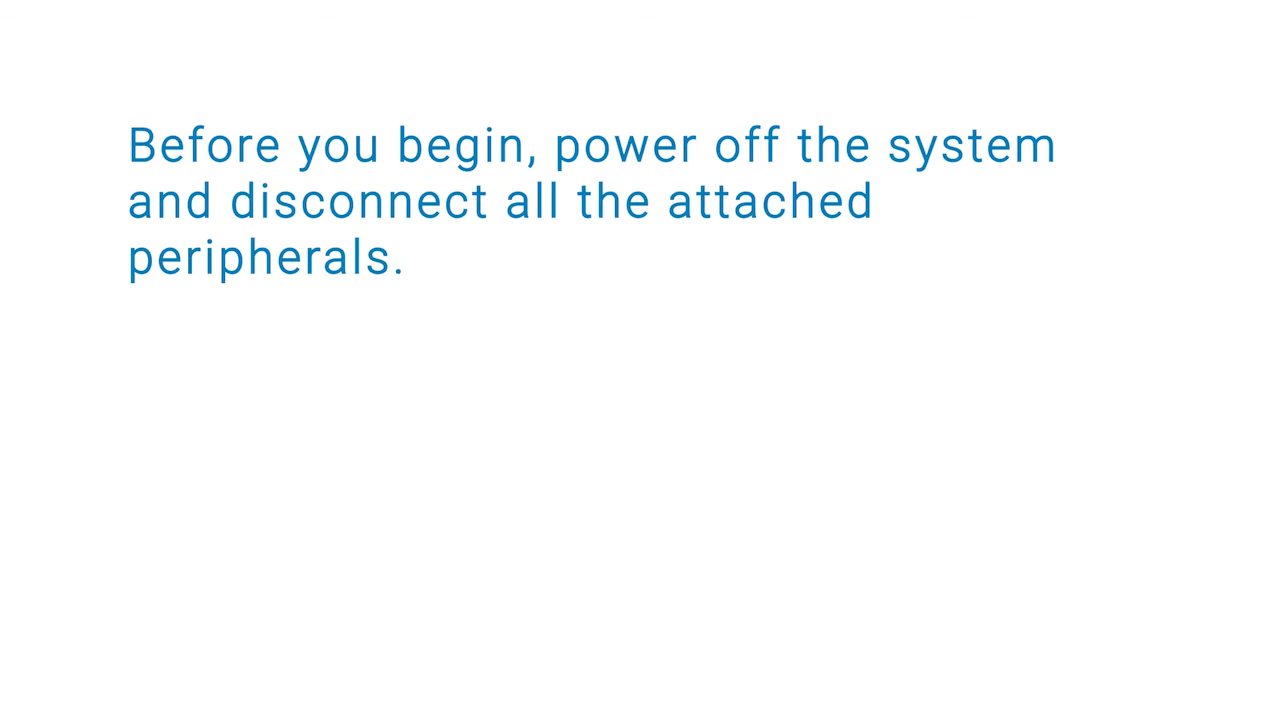 Before you begin, power off the system
and disconnect all the attached
peripherals.